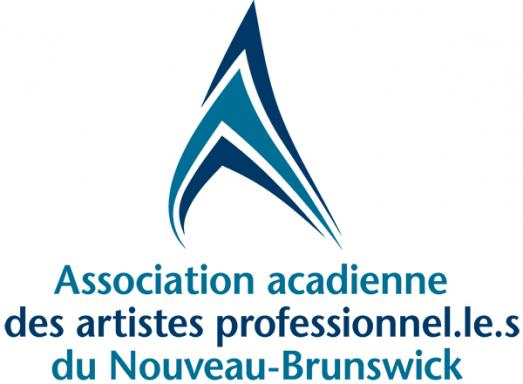 Association acadienne
des artistes professionnel.le.s
du Nouveau-Brunswick